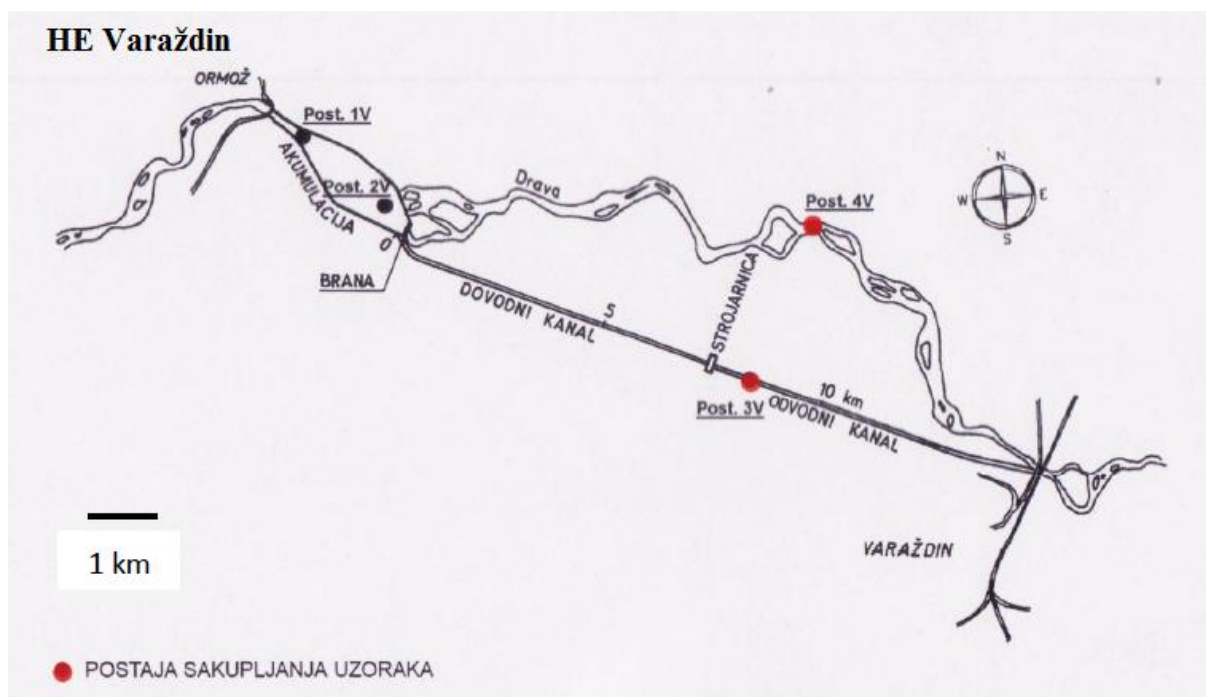 HE Varaždin
ORMOŽ
Post. 1V
AKUMULACIJA
Post. 2V
Drava
Post. 4V
N
W
E
S
0
BRANA
DOVODNI KANAL
5
STROJARNICA
Post. 3V
10 km
ODVODNI KANAL
1 km
VARAŽDIN
POSTAJA SAKUPLJANJA UZORAKA